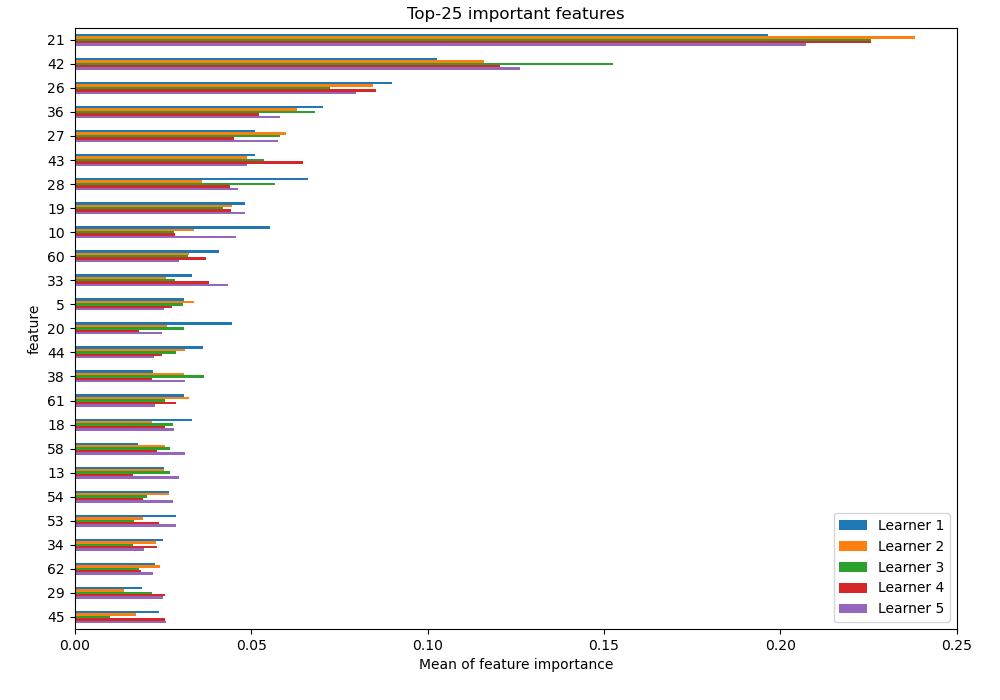 Top-25 important features
21
42
26
36
27
43
28
19
10
60
33
5
20
44
38
61
18
58
13
54
53
34
62
29
45
feature
Learner 1
Learner 2
Learner 3
Learner 4
Learner 5
0.00 0.05 0.10 0.15 0.20 0.25
Mean of feature importance